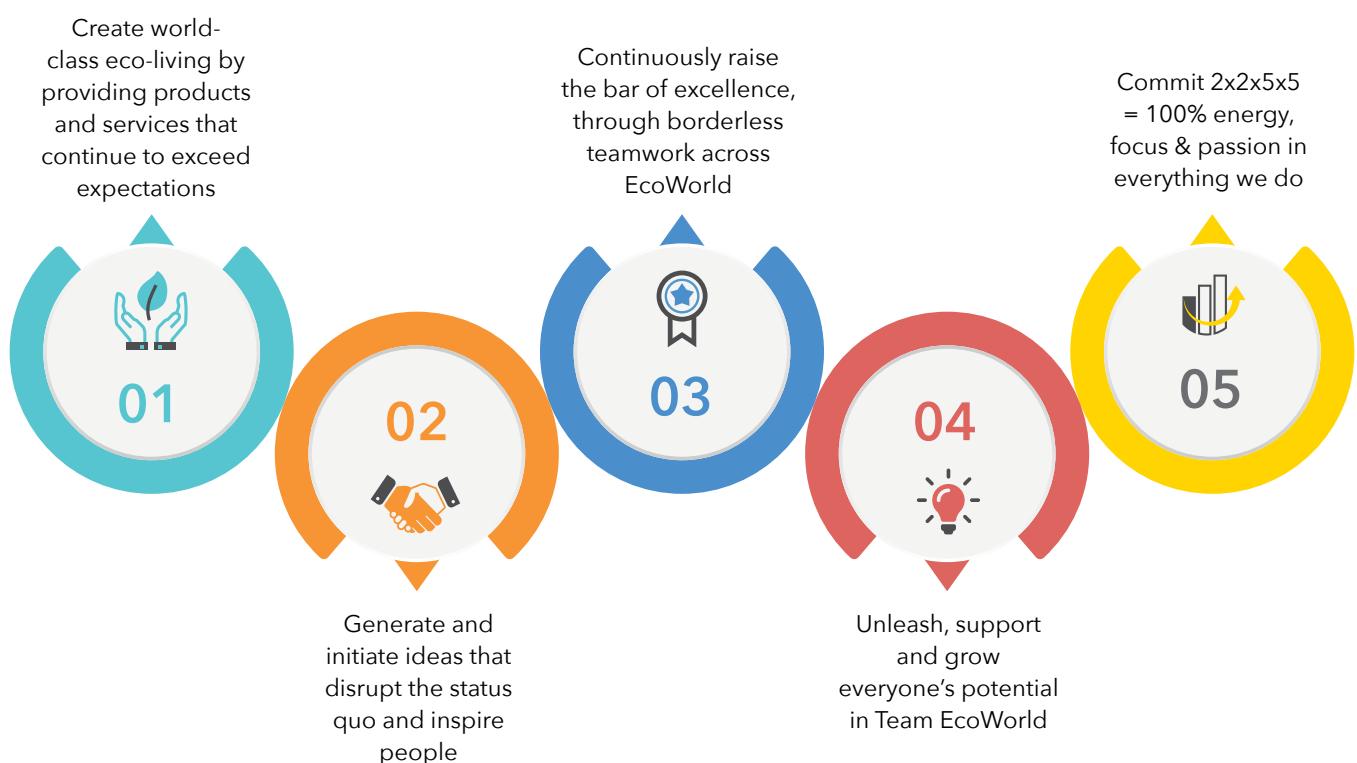 Create world-
class eco-living by
providing products
and services that
continue to exceed
expectations
01
Generate and
initiate ideas that
disrupt the status
quo and inspire
people
02
Continuously raise
the bar of excellence,
through borderless
teamwork across
EcoWorld
03
Unleash, support
and grow
everyone’s potential
in Team EcoWorld
04
Commit 2x2x5x5
= 100% energy,
focus & passion in
everything we do
05